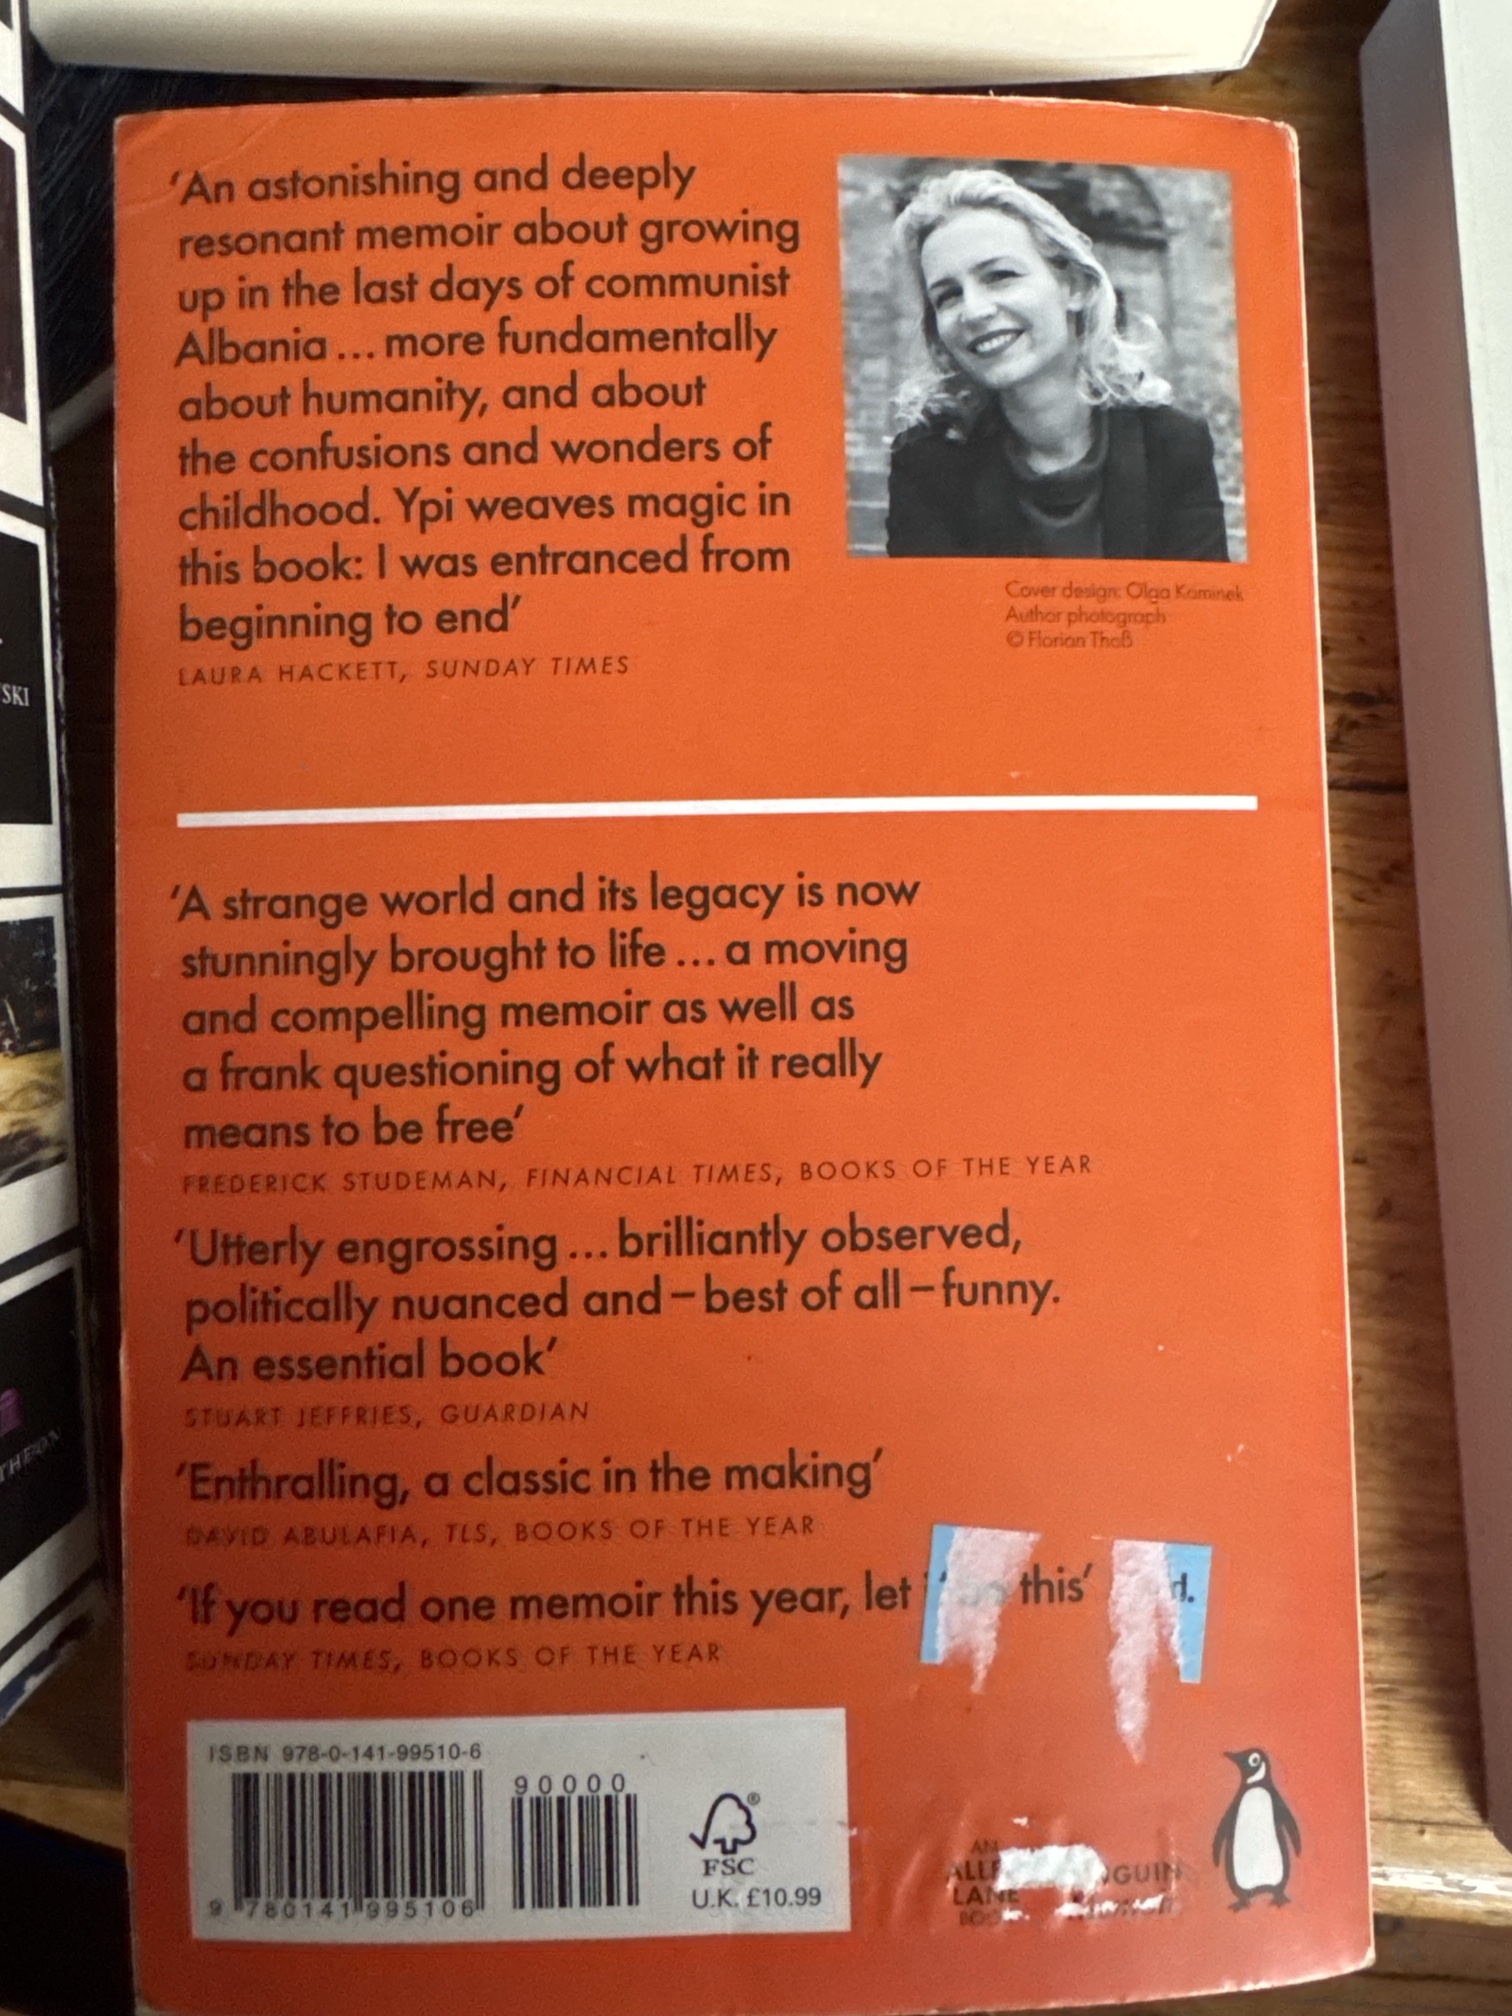 ‘An astonishing and deeply
resonant memoir about growing
up in the last days of communist
Albania ... more fundamentally
about humanity, and about
the confusions and wonders of
childhood. Ypi weaves magic in
this book: I was entranced from
beginning to end’
LAURA HACKETT, SUNDAY TIMES
Cover design: Olga Kominek
Author photograph
© Florian Thoß
‘A strange world and its legacy is now
stunningly brought to life ... a moving
and compelling memoir as well as
a frank questioning of what it really
means to be free’
FREDERICK STUDEMAN, FINANCIAL TIMES, BOOKS OF THE YEAR
‘Utterly engrossing ... brilliantly observed,
politically nuanced and – best of all – funny.
An essential book’
STUART JEFFRIES, GUARDIAN
‘Enthralling, a classic in the making’
DAVID ABULAFIA, TLS, BOOKS OF THE YEAR
‘If you read one memoir this year, let this’
SUNDAY TIMES, BOOKS OF THE YEAR
ISBN 978-0-141-99510-6
90000
9 780141 995106
FSC
U.K. £10.99
AN
LANE
SKI